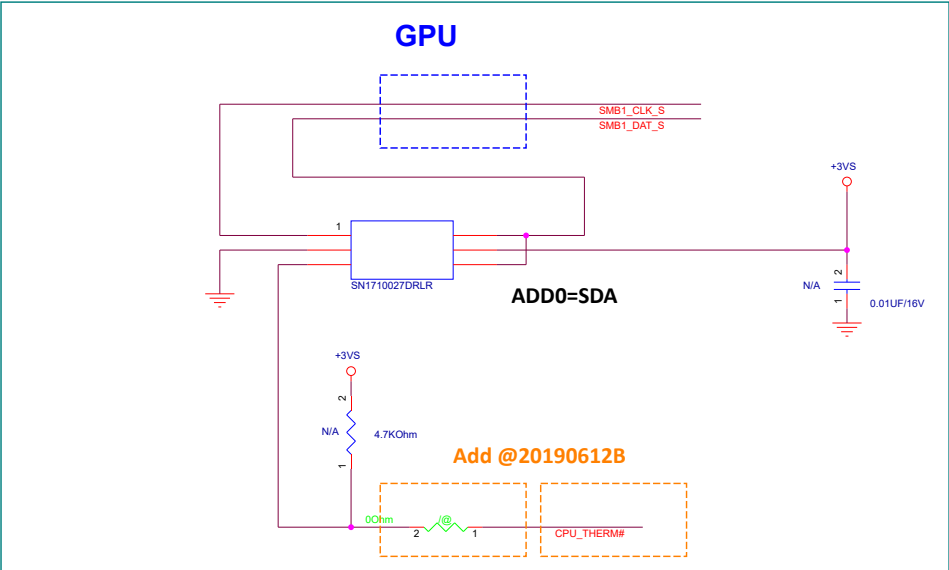 GPU
SMB1_CLK_S
SMB1_DAT_S
+3VS
1
SN1710027DRLR
ADD0=SDA
2
N/A
1
0.01UF/16V
+3VS
2
N/A
4.7KOhm
1
Add @20190612B
0Ohm
/@
2
1
CPU_THERM#